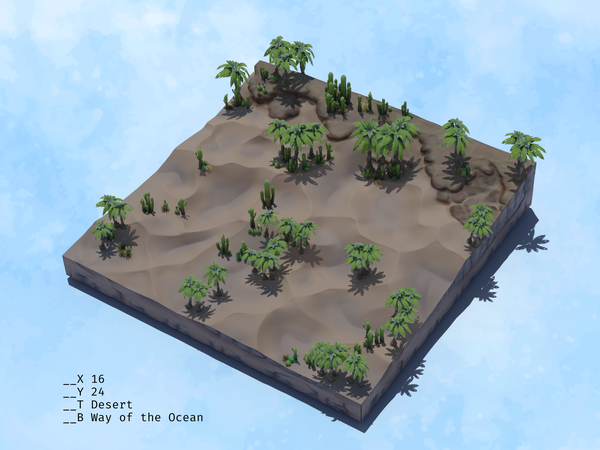 __X 16
__Y 24
__T Desert
__B Way of the Ocean